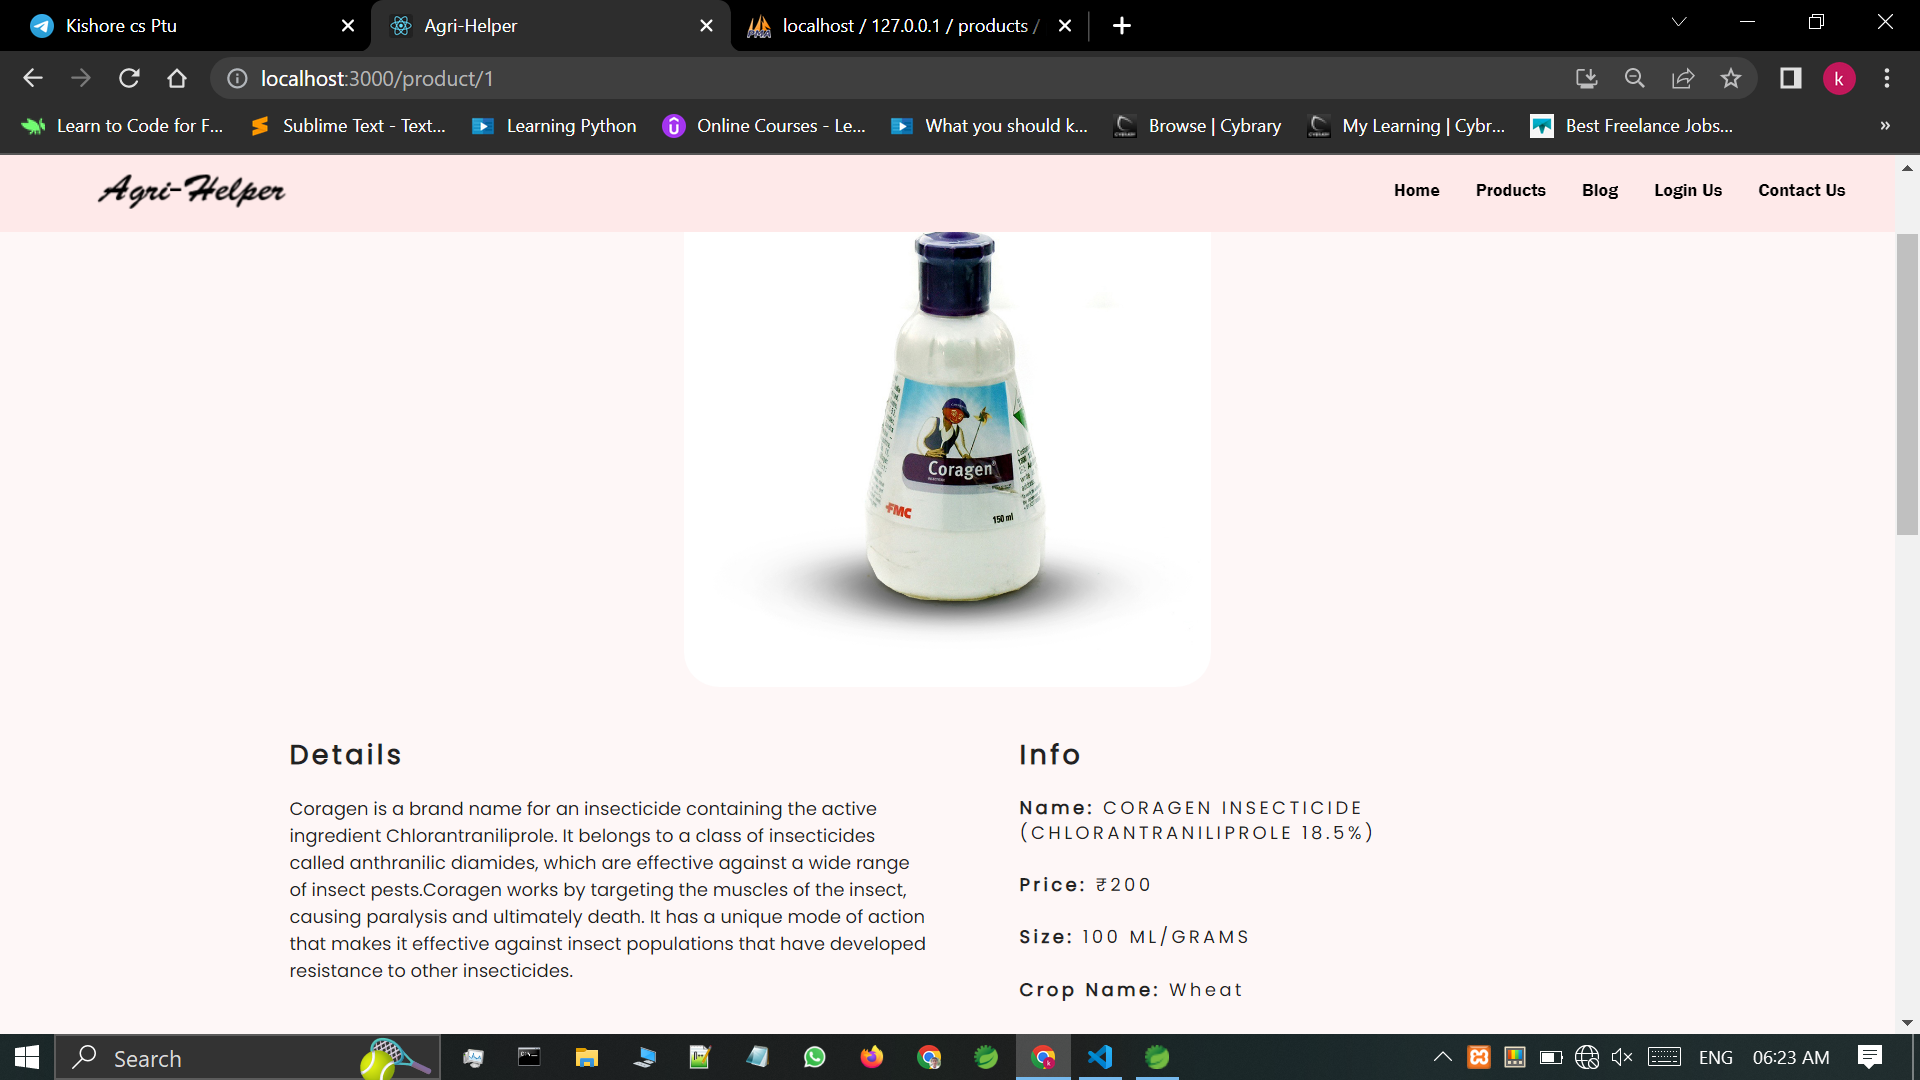 Kishore cs Ptu
Agri-Helper
localhost / 127.0.0.1 / products /
localhost:3000/product/1
k
Learn to Code for F...
Sublime Text - Text...
Learning Python
Online Courses - Le...
What you should k...
Browse | Cybrary
My Learning | Cybr...
Best Freelance Jobs...
»
Agri-Helper
Home
Products
Blog
Login Us
Contact Us
Coragen®
FMC
150 ml
Details
Coragen is a brand name for an insecticide containing the active
ingredient Chlorantraniliprole. It belongs to a class of insecticides
called anthranilic diamides, which are effective against a wide range
of insect pests.Coragen works by targeting the muscles of the insect,
causing paralysis and ultimately death. It has a unique mode of action
that makes it effective against insect populations that have developed
resistance to other insecticides.
Info
Name: CORAGEN INSECTICIDE
(CHLORANTRANILIPROLE 18.5%)
Price: ₹200
Size: 100 ML/GRAMS
Crop Name: Wheat
Search
ENG
06:23 AM